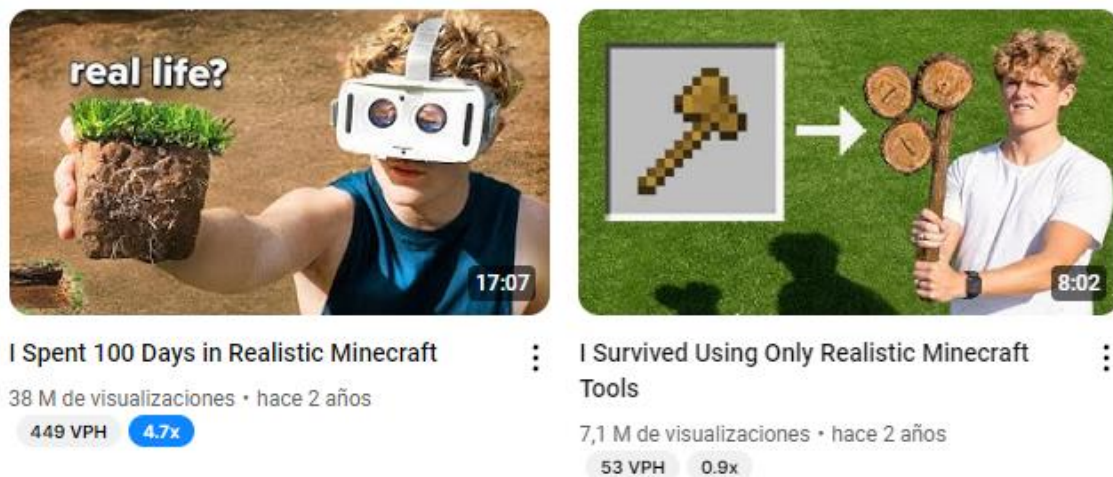 real life?
17:07
8:02
I Spent 100 Days in Realistic Minecraft
38 M de visualizaciones • hace 2 años
449 VPH 4.7x
I Survived Using Only Realistic Minecraft
Tools
7,1 M de visualizaciones • hace 2 años
53 VPH 0.9x